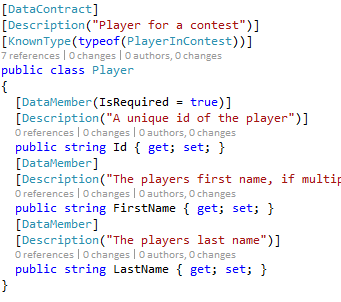 [DataContract]
[Description("Player for a contest")]
[KnownType(typeof(PlayerInContest))]
7 references | 0 changes | 0 authors, 0 changes
public class Player
{
[DataMember(IsRequired = true)]
[Description("A unique id of the player")]
0 references | 0 changes | 0 authors, 0 changes
public string Id { get; set; }
[DataMember]
[Description("The players first name, if multip
0 references | 0 changes | 0 authors, 0 changes
public string FirstName { get; set; }
[DataMember]
[Description("The players last name")]
0 references | 0 changes | 0 authors, 0 changes
public string LastName { get; set; }
}